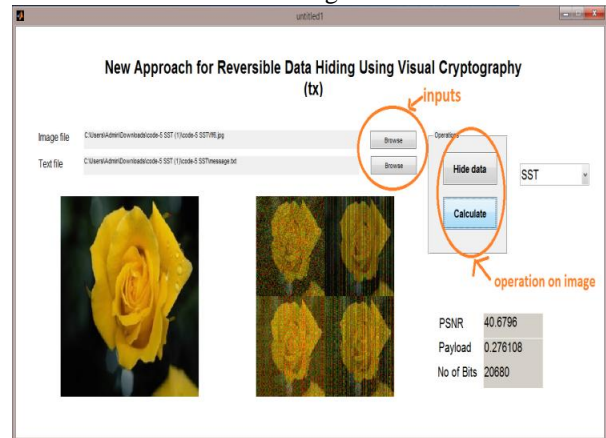 untitled1
New Approach for Reversible Data Hiding Using Visual Cryptography
(tx)
inputs
Image file C:\Users\Admin\Downloads\code-5 SST (1)\code-5 SST\ff6.jpg Browse
Text file C:\Users\Admin\Downloads\code-5 SST (1)\code-5 SST\message.txt Browse
Operations
Hide data
SST
Calculate
operation on image
PSNR 40.6796
Payload 0.276108
No of Bits 20680